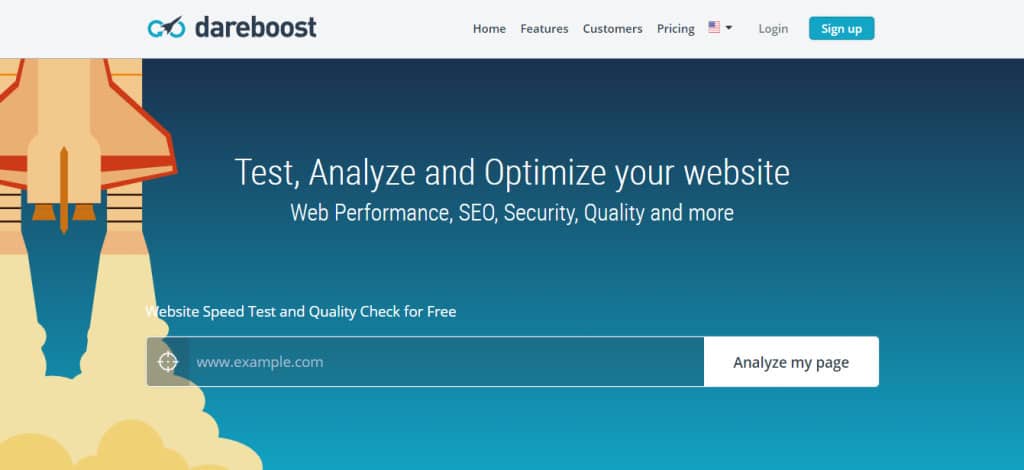 dareboost
Home Features Customers Pricing Login Sign up
Test, Analyze and Optimize your website
Web Performance, SEO, Security, Quality and more
Website Speed Test and Quality Check for Free
www.example.com Analyze my page